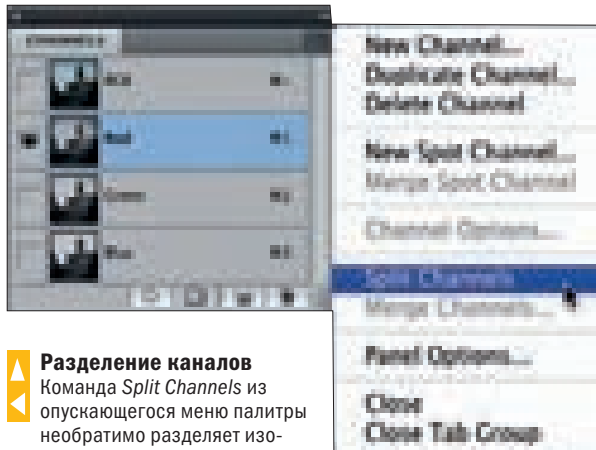 CHANNELS
RGB
Red
Green
Blue
New Channel...
Duplicate Channel...
Delete Channel
New Spot Channel...
Merge Spot Channel
Channel Options...
Split Channels
Merge Channels...
Panel Options...
Close
Close Tab Group
Разделение каналов
Команда Split Channels из
опускающегося меню палитры
необратимо разделяет изо-